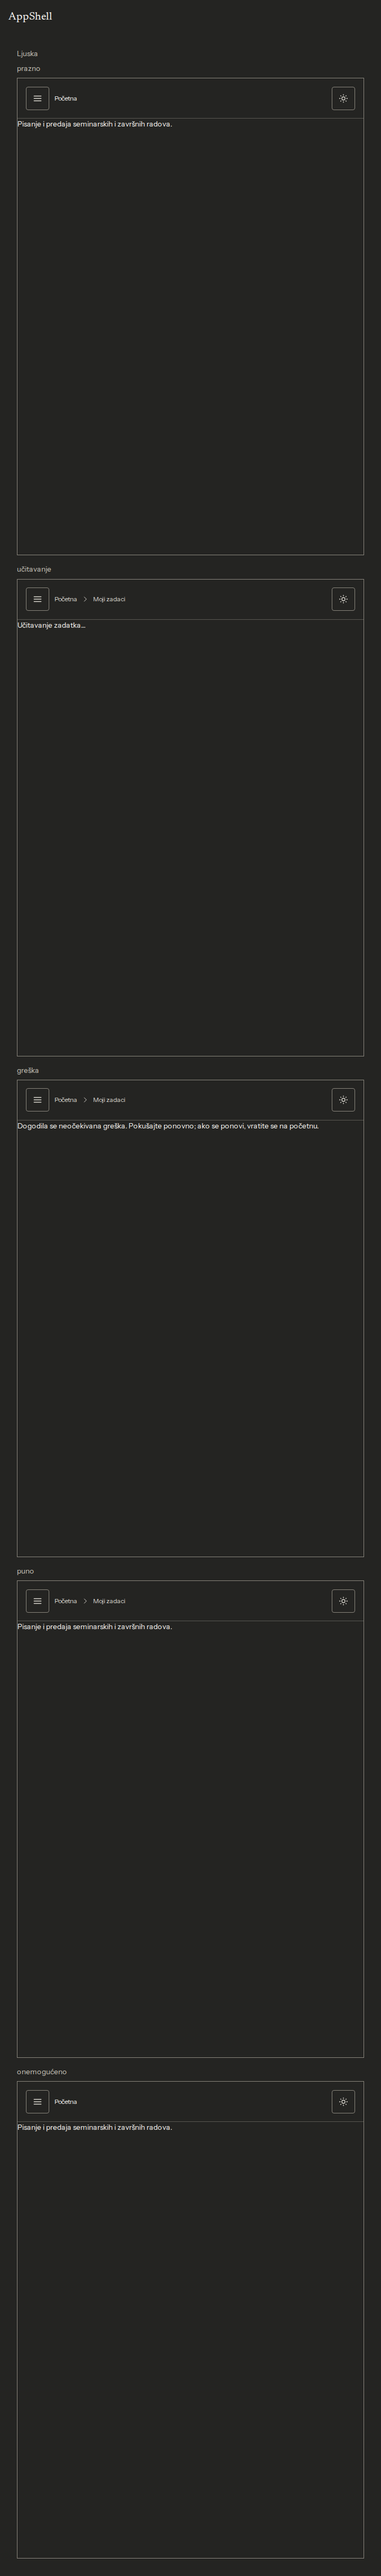 AppShell
Ljuska
prazno
Početna
Pisanje i predaja seminarskih i završnih radova.
učitavanje
Početna > Moji zadaci
Učitavanje zadatka…
greška
Početna > Moji zadaci
Dogodila se neočekivana greška. Pokušajte ponovno; ako se ponovi, vratite se na početnu.
puno
Početna > Moji zadaci
Pisanje i predaja seminarskih i završnih radova.
onemogućeno
Početna
Pisanje i predaja seminarskih i završnih radova.